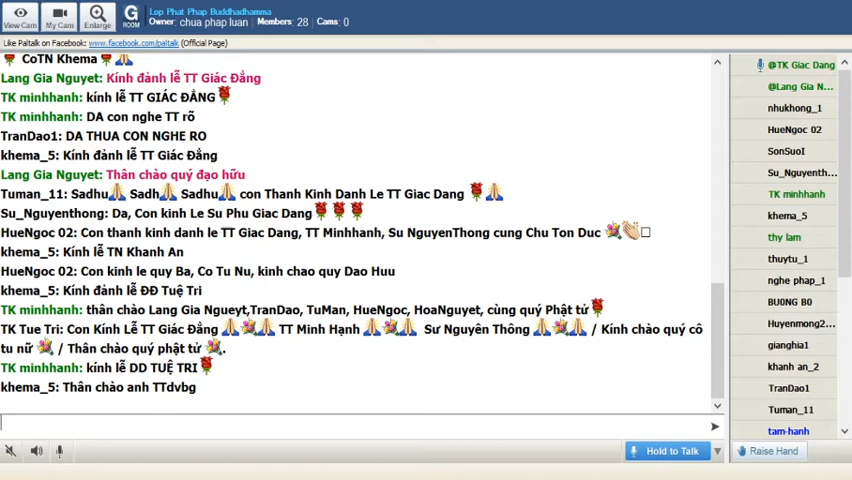 View Cam
My Cam
Enlarge
G
ROOM
Lop Phat Phap Buddhadhamma
Owner: chua phap luan Members: 28 Cams: 0
Like Paltalk on Facebook: www.facebook.com/paltalk (Official Page)
CoTN Khema
Lang Gia Nguyet: Kính đảnh lễ TT Giác Đẳng
TK minhhanh: kính lễ TT GIÁC ĐẲNG
TK minhhanh: DA con nghe TT rõ
TranDao1: DA THUA CON NGHE RO
khema_5: Kính đảnh lễ TT Giác Đẳng
Lang Gia Nguyet: Thân chào quý đạo hữu
Tuman_11: Sadhu Sadh Sadhu con Thanh Kinh Danh Le TT Giac Dang
Su_Nguyenthong: Da, Con kinh Le Su Phu Giac Dang
HueNgoc 02: Con thanh kinh danh le TT Giac Dang, TT Minhhanh, Su NguyenThong cung Chu Ton Duc
khema_5: Kính lễ TN Khanh An
HueNgoc 02: Con kinh le quy Ba, Co Tu Nu, kinh chao quy Dao Huu
khema_5: Kính đảnh lễ ĐĐ Tuệ Tri
TK minhhanh: thân chào Lang Gia Ngueyt,TranDao, TuMan, HueNgoc, HoaNguyet, cùng quý Phật tử
TK Tue Tri: Con Kính Lễ TT Giác Đẳng TT Minh Hạnh Sư Nguyên Thông / Kính chào quý cô
tu nữ / Thân chào quý phật tử .
TK minhhanh: kính lễ DD TUỆ TRI
khema_5: Thân chào anh TTdvbg
@TK Giac Dang
@Lang Gia N...
nhukhong_1
HueNgoc 02
SonSuoI
Su_Nguyenth...
TK minhhanh
khema_5
thy lam
thuytu_1
nghe phap_1
BU0NG B0
Huyenmong2...
gianghia1
khanh an_2
TranDao1
Tuman_11
tam-hanh
Hold to Talk
Raise Hand